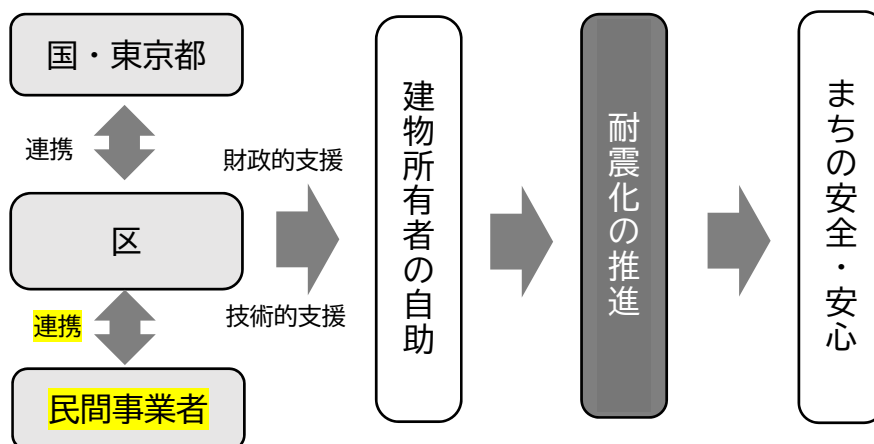 国・東京都
連携
区
連携
民間事業者
財政的支援
技術的支援
建物所有者の自助
耐震化の推進
まちの安全・安心